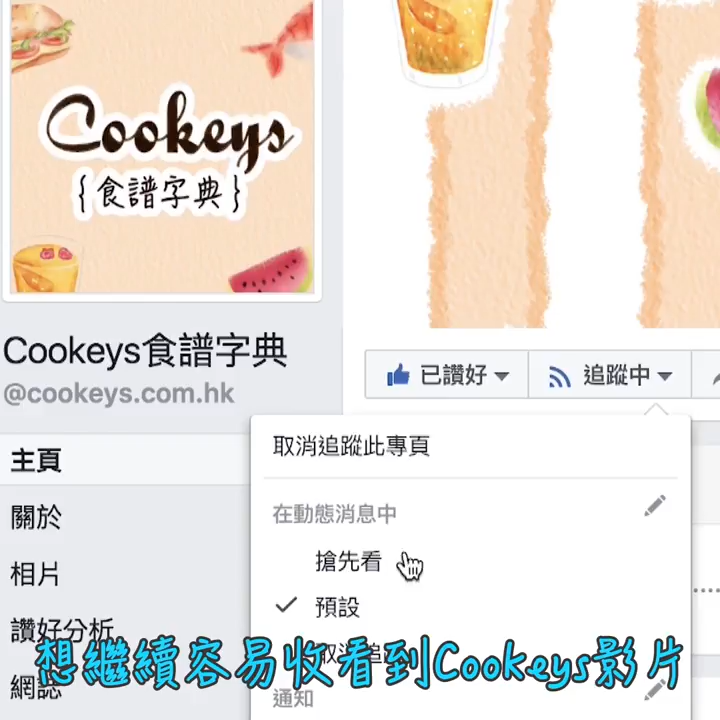 Cookeys
{食譜字典}
Cookeys食譜字典
@cookeys.com.hk
已讚好
追蹤中
取消追蹤此專頁
主頁
在動態消息中
關於
搶先看
相片
預設
讚好分析
想繼續容易收看到Cookeys影片
網誌
通知